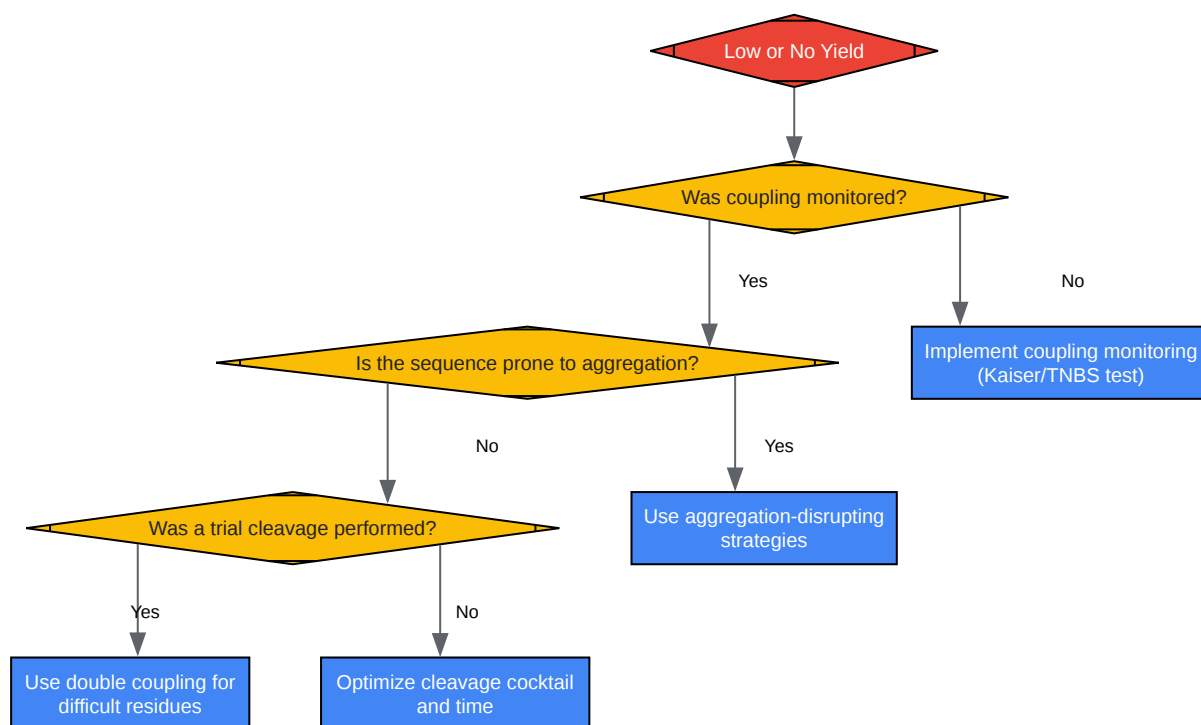 Low or No Yield
Was coupling monitored?
Yes
No
Is the sequence prone to aggregation?
Implement coupling monitoring
(Kaiser/TNBS test)
No
Yes
Was a trial cleavage performed?
Use aggregation-disrupting
strategies
Yes
No
Use double coupling for
difficult residues
Optimize cleavage cocktail
and time